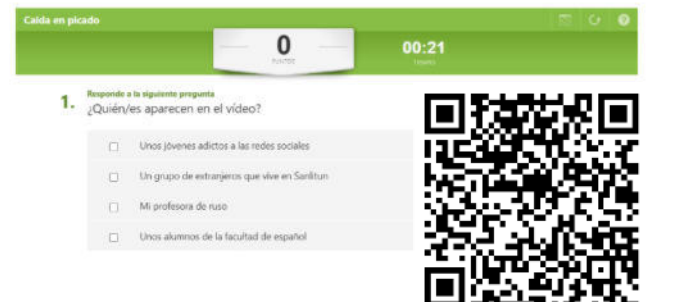 Caída en picado
0
PUNTOS
00:21
TIEMPO
Responde a la siguiente pregunta
1.
¿Quién/es aparecen en el vídeo?
Unos jóvenes adictos a las redes sociales
Un grupo de extranjeros que vive en Sanlitun
Mi profesora de ruso
Unos alumnos de la facultad de español